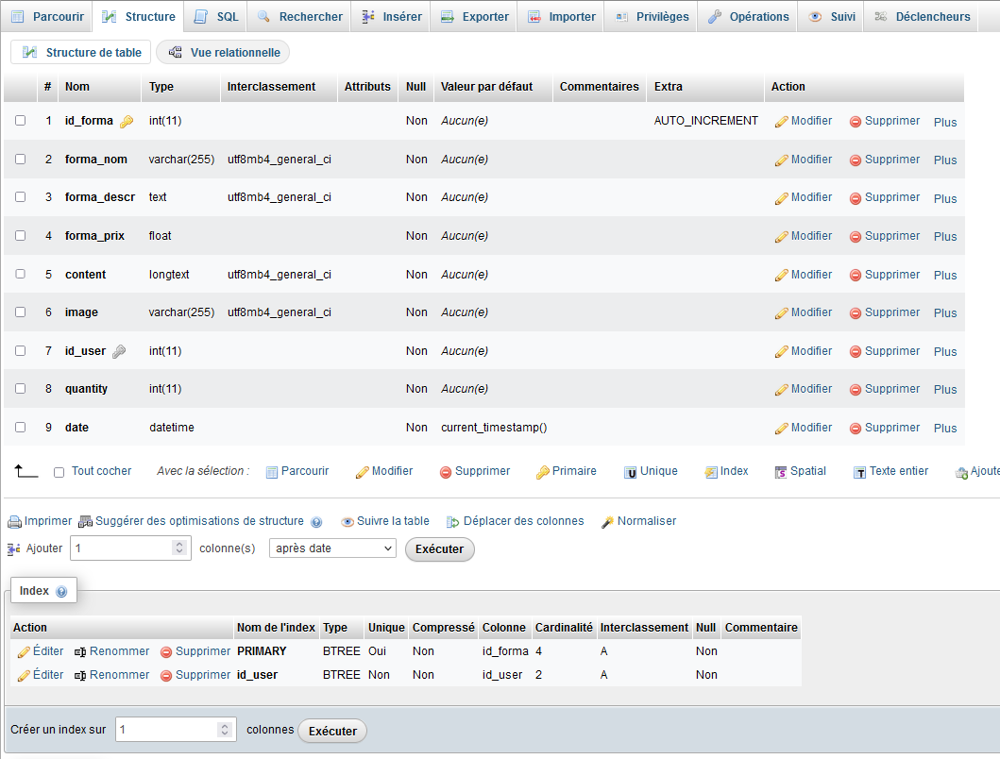 Parcourir Structure SQL Rechercher Insérer Exporter Importer Privilèges Opérations Suivi Déclencheurs
Structure de table Vue relationnelle
# Nom Type Interclassement Attributs Null Valeur par défaut Commentaires Extra Action
1 id_forma int(11) Non Aucun(e) AUTO_INCREMENT Modifier Supprimer Plus
2 forma_nom varchar(255) utf8mb4_general_ci Non Aucun(e) Modifier Supprimer Plus
3 forma_descr text utf8mb4_general_ci Non Aucun(e) Modifier Supprimer Plus
4 forma_prix float Non Aucun(e) Modifier Supprimer Plus
5 content longtext utf8mb4_general_ci Non Aucun(e) Modifier Supprimer Plus
6 image varchar(255) utf8mb4_general_ci Non Aucun(e) Modifier Supprimer Plus
7 id_user int(11) Non Aucun(e) Modifier Supprimer Plus
8 quantity int(11) Non Aucun(e) Modifier Supprimer Plus
9 date datetime Non current_timestamp() Modifier Supprimer Plus
Tout cocher Avec la sélection : Parcourir Modifier Supprimer Primaire Unique Index Spatial Texte entier Ajoute
Imprimer Suggérer des optimisations de structure Suivre la table Déplacer des colonnes Normaliser
Ajouter 1 colonne(s) après date Exécuter
Index
Action Nom de l'index Type Unique Compressé Colonne Cardinalité Interclassement Null Commentaire
Éditer Renommer Supprimer PRIMARY BTREE Oui Non id_forma 4 A Non
Éditer Renommer Supprimer id_user BTREE Non Non id_user 2 A Non
Créer un index sur 1 colonnes Exécuter